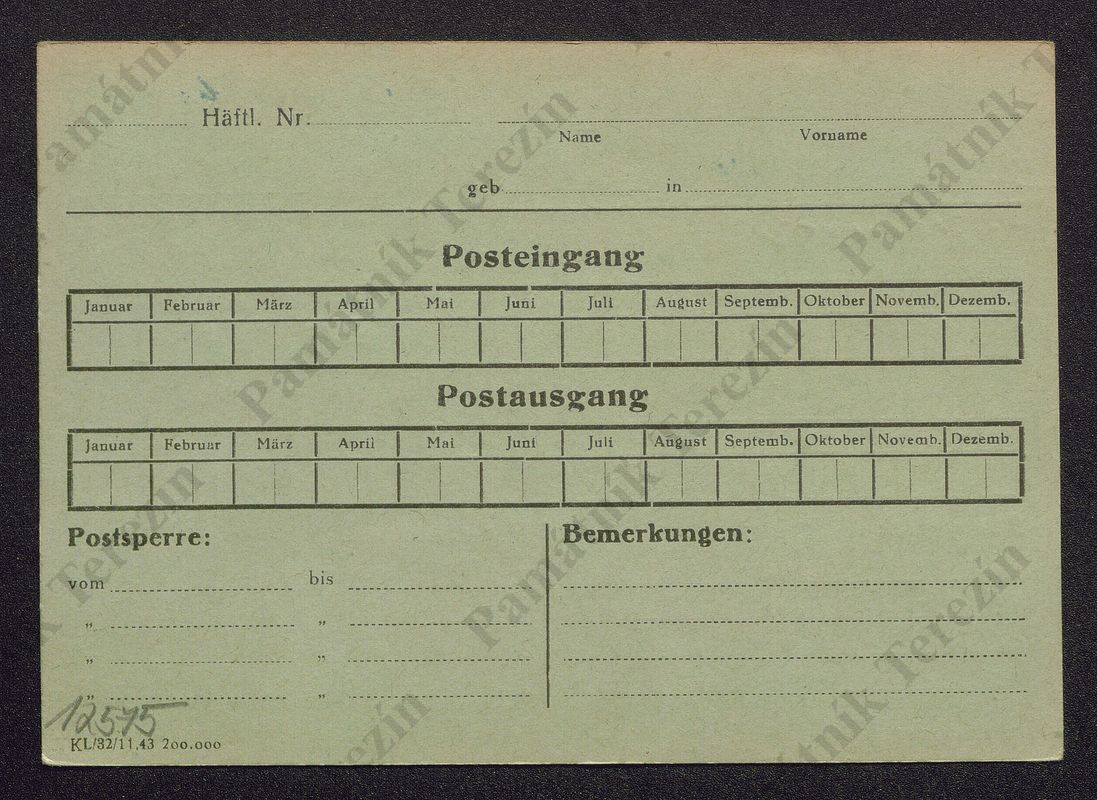 Häftl. Nr.
Name Vorname
geb. in
Posteingang
Januar Februar März April Mai Juni Juli August Septemb. Oktober Novemb. Dezemb.
Postausgang
Januar Februar März April Mai Juni Juli August Septemb. Oktober Novemb. Dezemb.
Postsperre: Bemerkungen:
vom bis
„ „
„ „
„ „
12575
KL/32/11.43 200.000
Památník Terezín